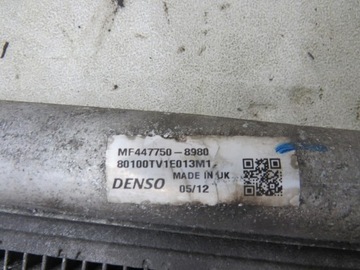 MF447750-8980
80100TV1E013M1
DENSO
MADE IN UK
05/12